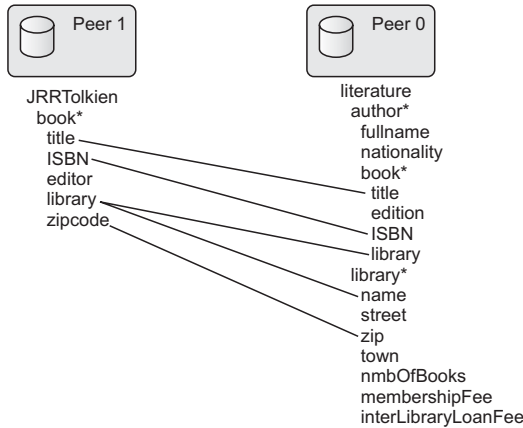 Peer 1
JRRTolkien
book*
title
ISBN
editor
library
zipcode
Peer 0
literature
author*
fullname
nationality
book*
title
edition
ISBN
library
library*
name
street
zip
town
nmbOfBooks
membershipFee
interLibraryLoanFee